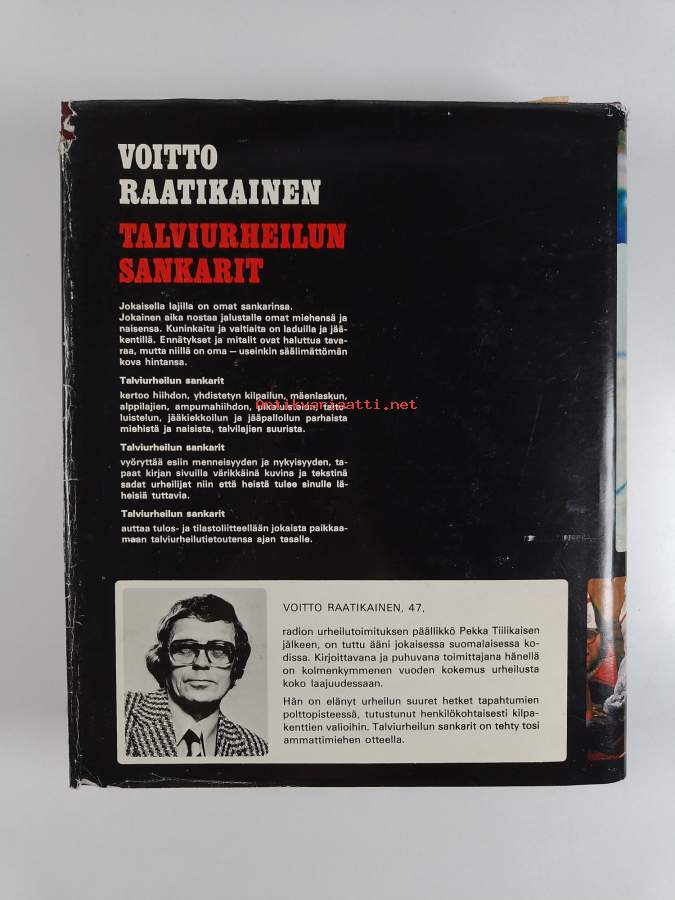 VOITTO
RAATIKAINEN
TALVIURHEILUN
SANKARIT
Jokaisella lajilla on omat sankarinsa.
Jokainen aika nostaa jalustalle omat miehensä ja
naisensa. Kuninkaita ja valtiaita on laduilla ja jää-
kentillä. Ennätykset ja mitalit ovat haluttua tava-
raa, mutta niillä on oma — useinkin säälimättömän
kova hintansa.
Talviurheilun sankarit
kertoo hiihdon, yhdistetyn kilpailun, mäenlaskun,
alppilajien, ampumahiihdon, pikaluistelun, taito-
Antikvariaatti.net
luistelun, jääkiekkoilun ja jääpalloilun parhaista
miehistä ja naisista, talvilajien suurista.
Talviurheilun sankarit
vyöryttää esiin menneisyyden ja nykyisyyden, ta-
paat kirjan sivuilla värikkäinä kuvina ja tekstinä
sadat urheilijat niin että heistä tulee sinulle lä-
heisiä tuttavia.
Talviurheilun sankarit
auttaa tulos- ja tilastoliitteellään jokaista paikkaa-
maan talviurheilutietoutensa ajan tasalle.
VOITTO RAATIKAINEN, 47,
radion urheilutoimituksen päällikkö Pekka Tiilikaisen
jälkeen, on tuttu ääni jokaisessa suomalaisessa ko-
dissa. Kirjoittavana ja puhuvana toimittajana hänellä
on kolmenkymmenen vuoden kokemus urheilusta
koko laajuudessaan.
Hän on elänyt urheilun suuret hetket tapahtumien
polttopisteessä, tutustunut henkilökohtaisesti kilpa-
kenttien valioihin. Talviurheilun sankarit on tehty tosi
ammattimiehen otteella.